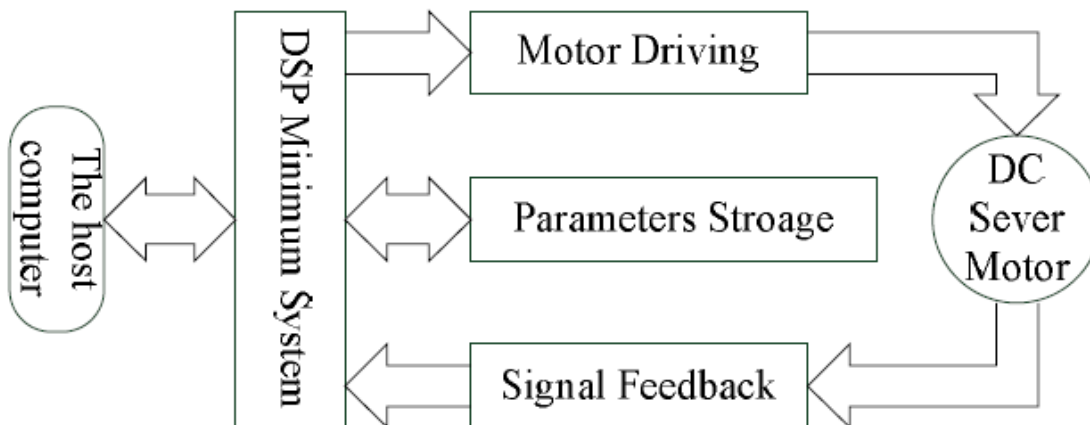 The host
computer
DSP Minimum System
Motor Driving
Parameters Stroage
Signal Feedback
DC
Sever
Motor